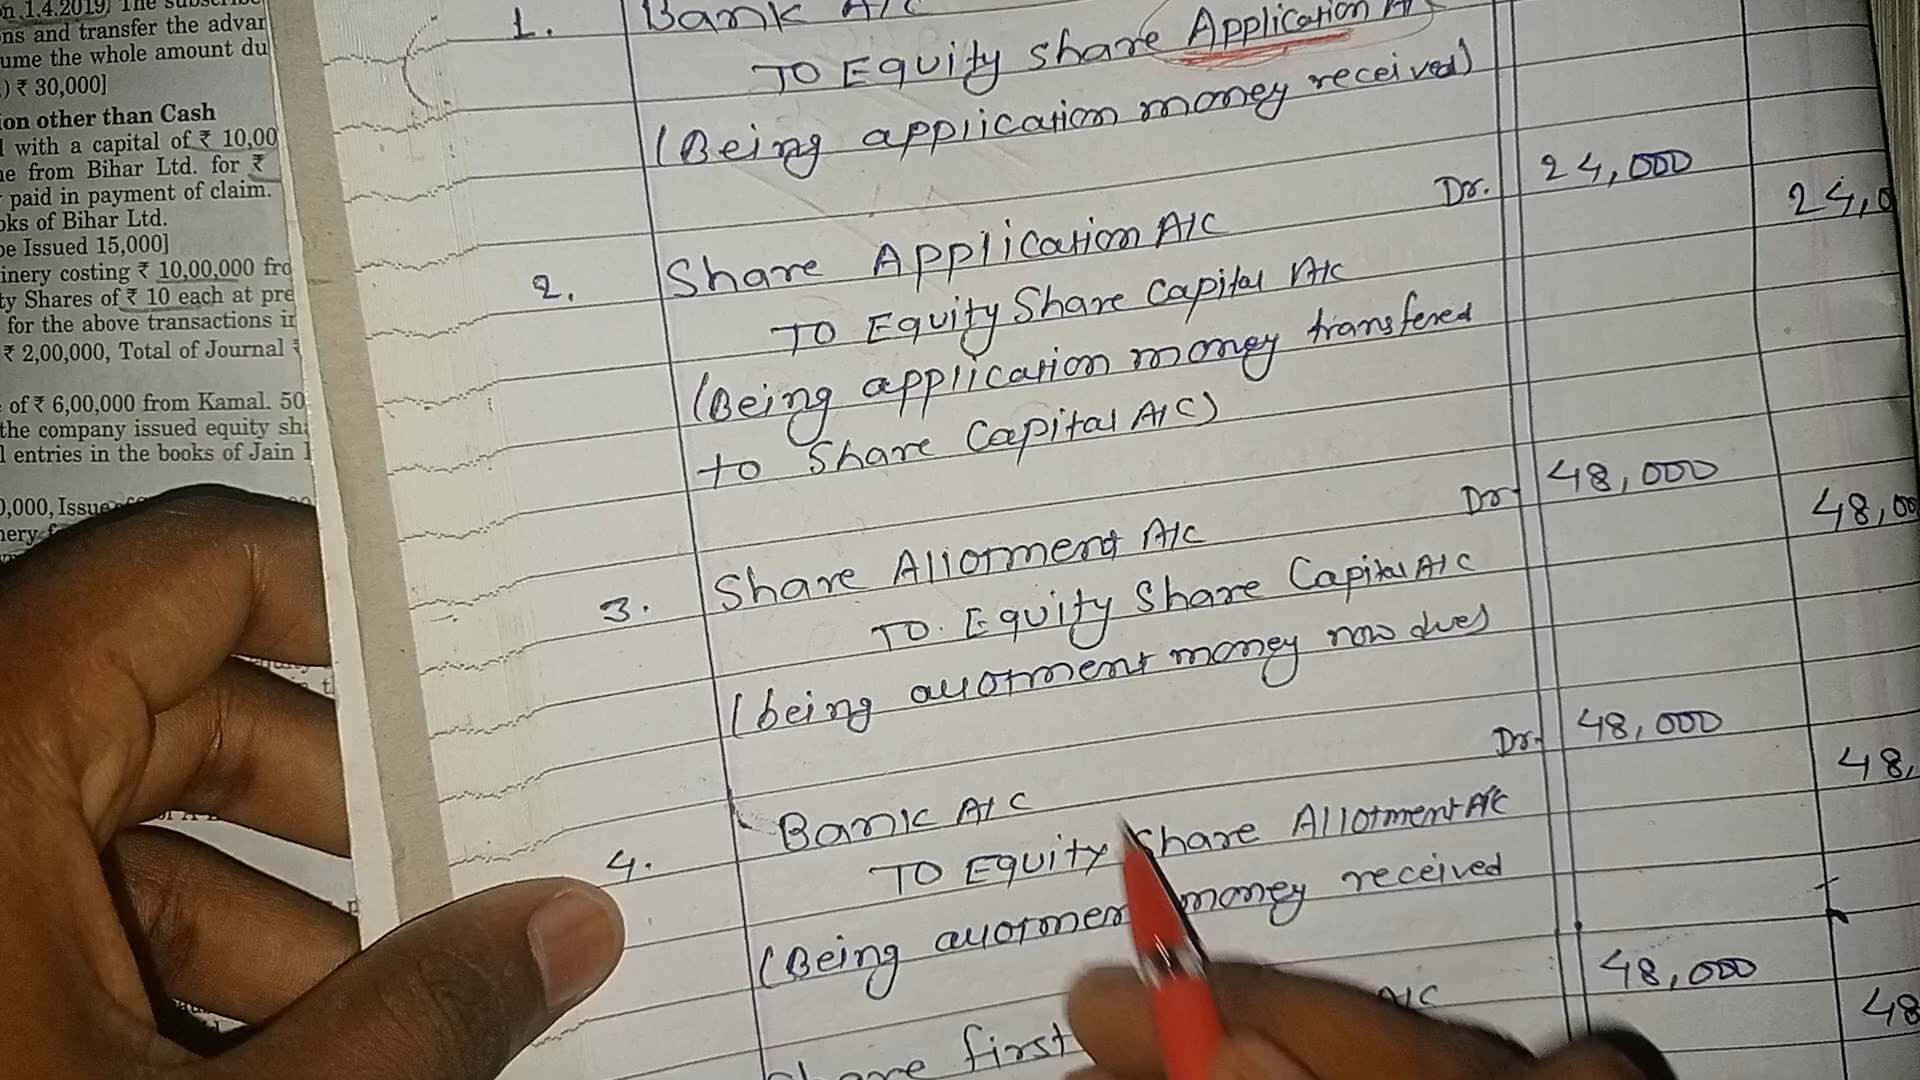 n 1.4.2019, The
ns and transfer the advar
ume the whole amount du
.) ₹ 30,000]
ion other than Cash
l with a capital of ₹ 10,00
ne from Bihar Ltd. for ₹
paid in payment of claim.
oks of Bihar Ltd.
be Issued 15,000]
inery costing ₹ 10,00,000 fro
ty Shares of ₹ 10 each at pre
for the above transactions in
₹ 2,00,000, Total of Journal ₹
of ₹ 6,00,000 from Kamal. 50
the company issued equity sha
l entries in the books of Jain
0,000, Issue
1. Bank A/C
To Equity share Application
(Being application money received)
Dr. 24,000
24,0
2. Share Application A/C
To Equity Share Capital A/c
(Being application money transfered
to Share Capital A/C)
Dr. 48,000
48,00
3. Share Allotment A/c
To. Equity Share Capital A/C
(being allotment money now due)
Dr. 48,000
48,
4. Bank A/C
To Equity Share Allotment A/c
(Being allotmen money received
48,000
48
first A/C